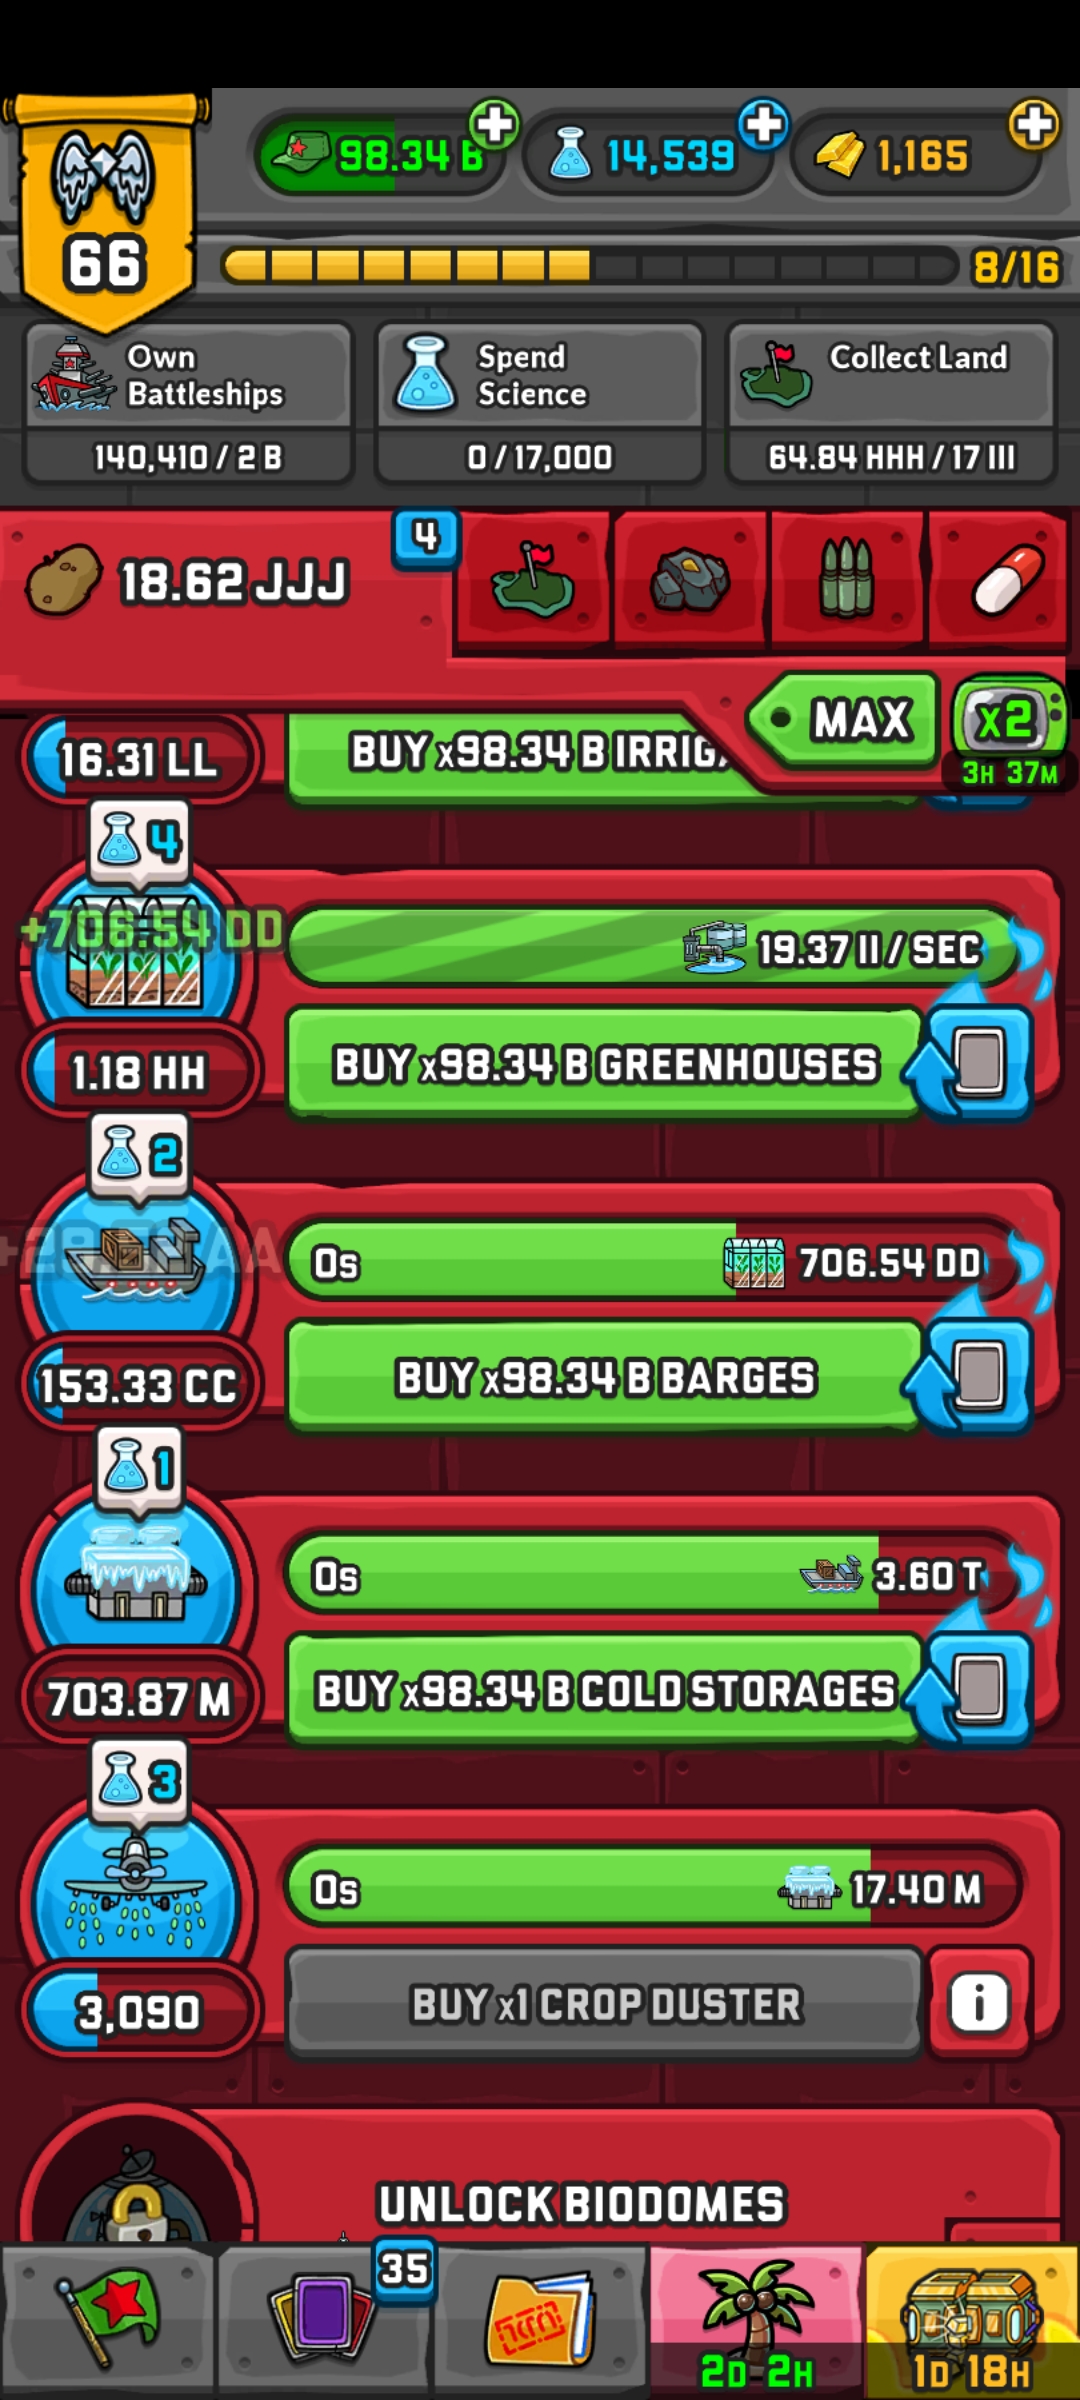 98.34 B
14,539
1,165
66
8/16
Own
Battleships
140,410 / 2 B
Spend
Science
0 / 17,000
Collect Land
64.84 HHH / 17 III
18.62 JJJ
4
MAX
x2
3H 37M
16.31 LL
BUY x98.34 B IRRIG
4
+706.54 DD
19.37 II / SEC
1.18 HH
BUY x98.34 B GREENHOUSES
2
0s
706.54 DD
153.33 CC
BUY x98.34 B BARGES
1
0s
3.60 T
703.87 M
BUY x98.34 B COLD STORAGES
3
0s
17.40 M
3,090
BUY x1 CROP DUSTER
i
UNLOCK BIODOMES
35
2D 2H
1D 18H